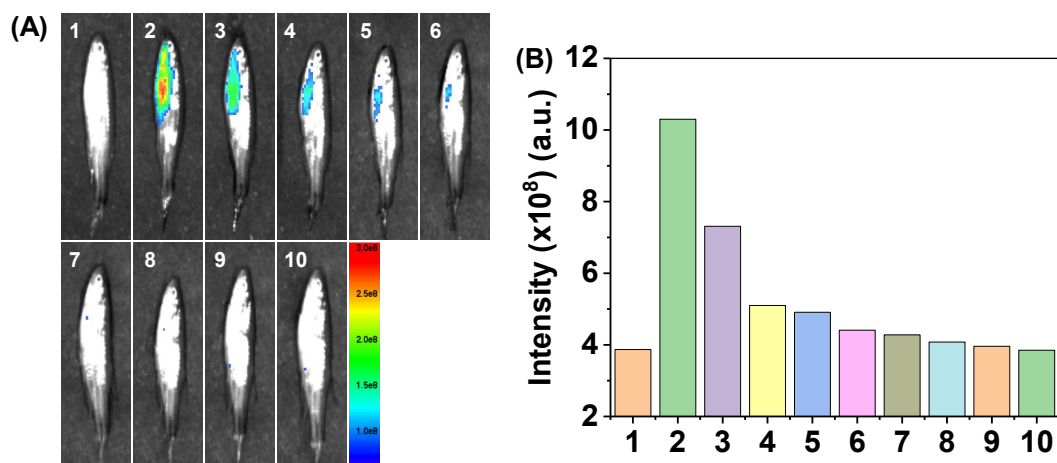 (A)
1 2 3 4 5 6
7 8 9 10
3.0e8
2.5e8
2.0e8
1.5e8
1.0e8
(B)
Intensity (x10⁸) (a.u.)
12
10
8
6
4
2
1 2 3 4 5 6 7 8 9 10